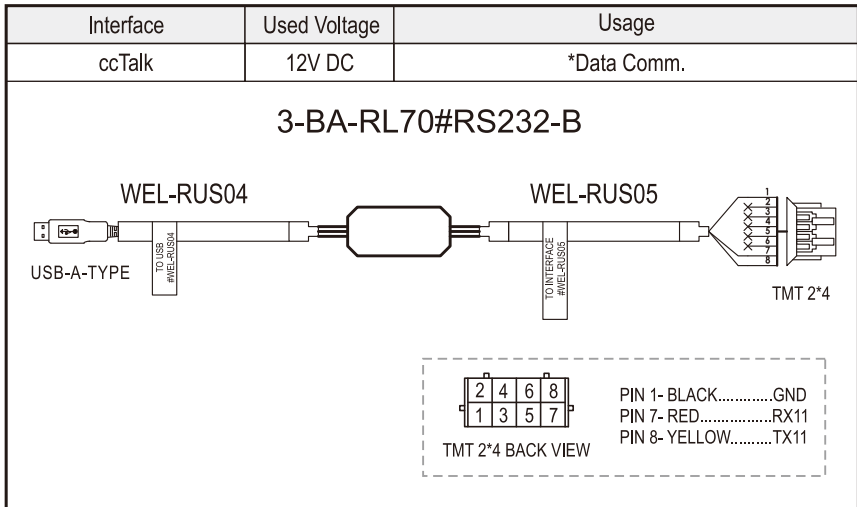 Interface Used Voltage Usage
ccTalk 12V DC *Data Comm.
3-BA-RL70#RS232-B
WEL-RUS04 WEL-RUS05
TO USB
#WEL-RUS04
TO INTERFACE
#WEL-RUS05
1
2
3
4
5
6
7
8
USB-A-TYPE
TMT 2*4
2 4 6 8
1 3 5 7
TMT 2*4 BACK VIEW
PIN 1- BLACK............GND
PIN 7- RED...............RX11
PIN 8- YELLOW.........TX11